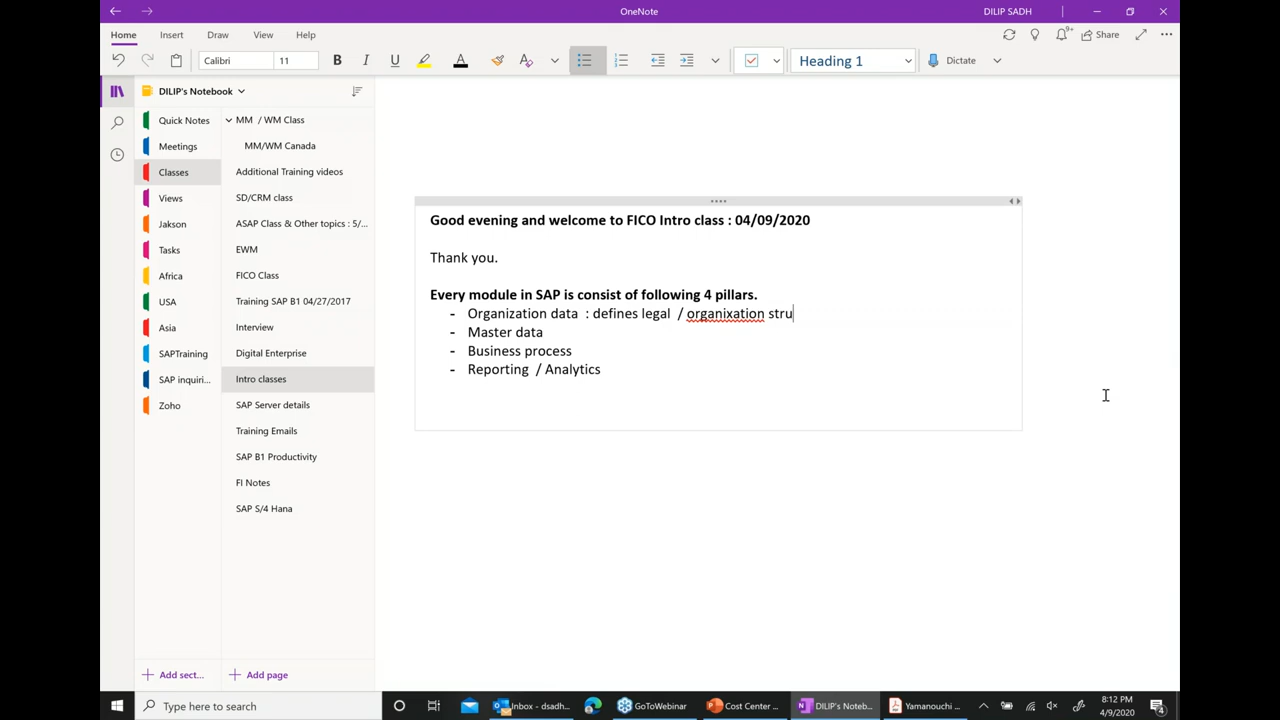 OneNote
DILIP SADH
Home Insert Draw View Help
9+ Share
Calibri 11 B I U A Heading 1 Dictate
DILIP's Notebook
Quick Notes
Meetings
Classes
Views
Jakson
Tasks
Africa
USA
Asia
SAPTraining
SAP inquiri...
Zoho
Add sect...
MM / WM Class
MM/WM Canada
Additional Training videos
SD/CRM class
ASAP Class & Other topics : 5/...
EWM
FICO Class
Training SAP B1 04/27/2017
Interview
Digital Enterprise
Intro classes
SAP Server details
Training Emails
SAP B1 Productivity
FI Notes
SAP S/4 Hana
Add page
Good evening and welcome to FICO Intro class : 04/09/2020
Thank you.
Every module in SAP is consist of following 4 pillars.
- Organization data : defines legal / organixation stru
- Master data
- Business process
- Reporting / Analytics
Type here to search
Inbox - dsadh...
GoToWebinar
Cost Center ...
DILIP's Noteb...
Yamanouchi ...
8:12 PM
4/9/2020
4